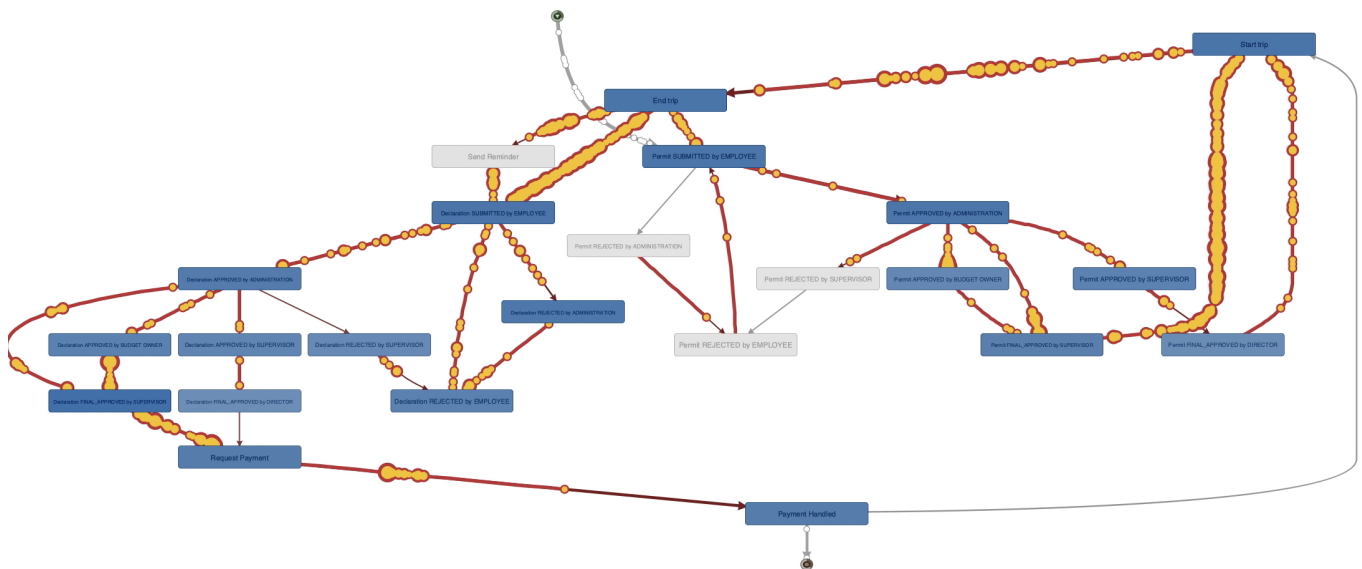 Start trip
End trip
Send Reminder
Permit SUBMITTED by EMPLOYEE
Declaration SUBMITTED by EMPLOYEE
Permit APPROVED by ADMINISTRATION
Permit REJECTED by ADMINISTRATION
Declaration APPROVED by ADMINISTRATION
Permit REJECTED by SUPERVISOR
Permit APPROVED by BUDGET OWNER
Permit APPROVED by SUPERVISOR
Declaration REJECTED by ADMINISTRATION
Declaration APPROVED by BUDGET OWNER
Declaration APPROVED by SUPERVISOR
Declaration REJECTED by SUPERVISOR
Permit REJECTED by EMPLOYEE
Permit FINAL_APPROVED by SUPERVISOR
Permit FINAL_APPROVED by DIRECTOR
Declaration FINAL_APPROVED by SUPERVISOR
Declaration FINAL_APPROVED by DIRECTOR
Declaration REJECTED by EMPLOYEE
Request Payment
Payment Handled